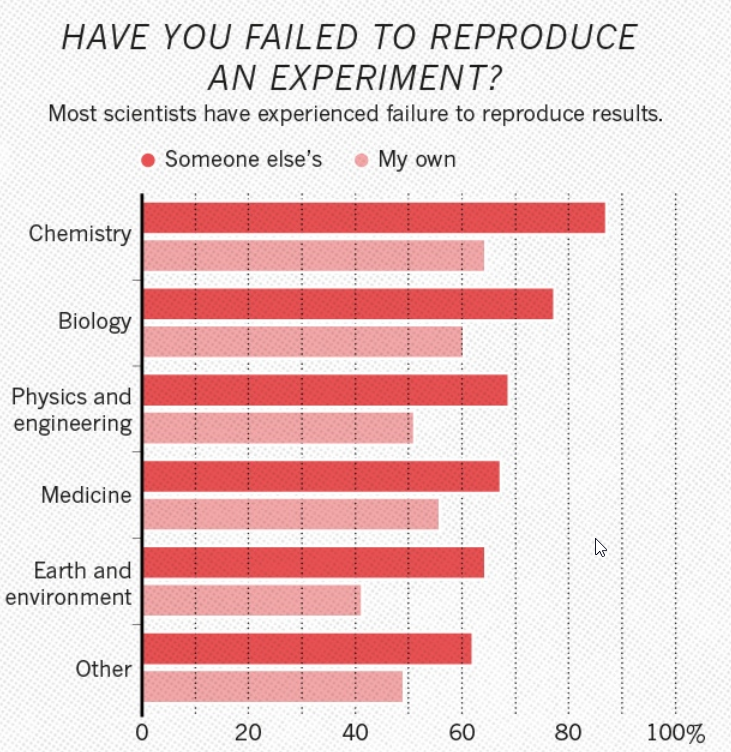 HAVE YOU FAILED TO REPRODUCE
AN EXPERIMENT?
Most scientists have experienced failure to reproduce results.
Someone else’s My own
Chemistry
Biology
Physics and
engineering
Medicine
Earth and
environment
Other
0 20 40 60 80 100%